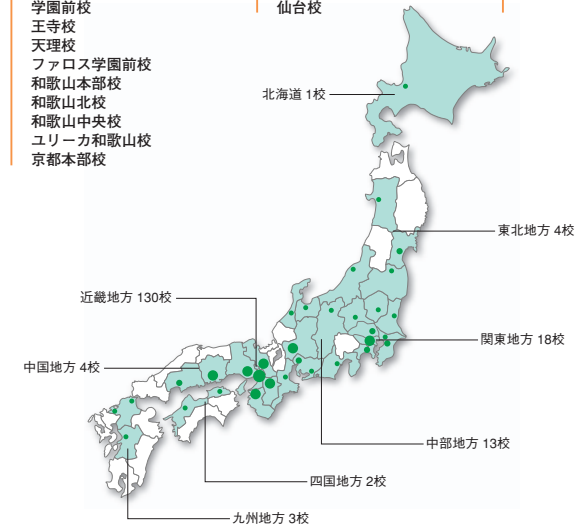 学園前校
王寺校
天理校
ファロス学園前校
和歌山本部校
和歌山北校
和歌山中央校
ユリーカ和歌山校
京都本部校
仙台校
北海道 1校
東北地方 4校
近畿地方 130校
関東地方 18校
中国地方 4校
中部地方 13校
四国地方 2校
九州地方 3校